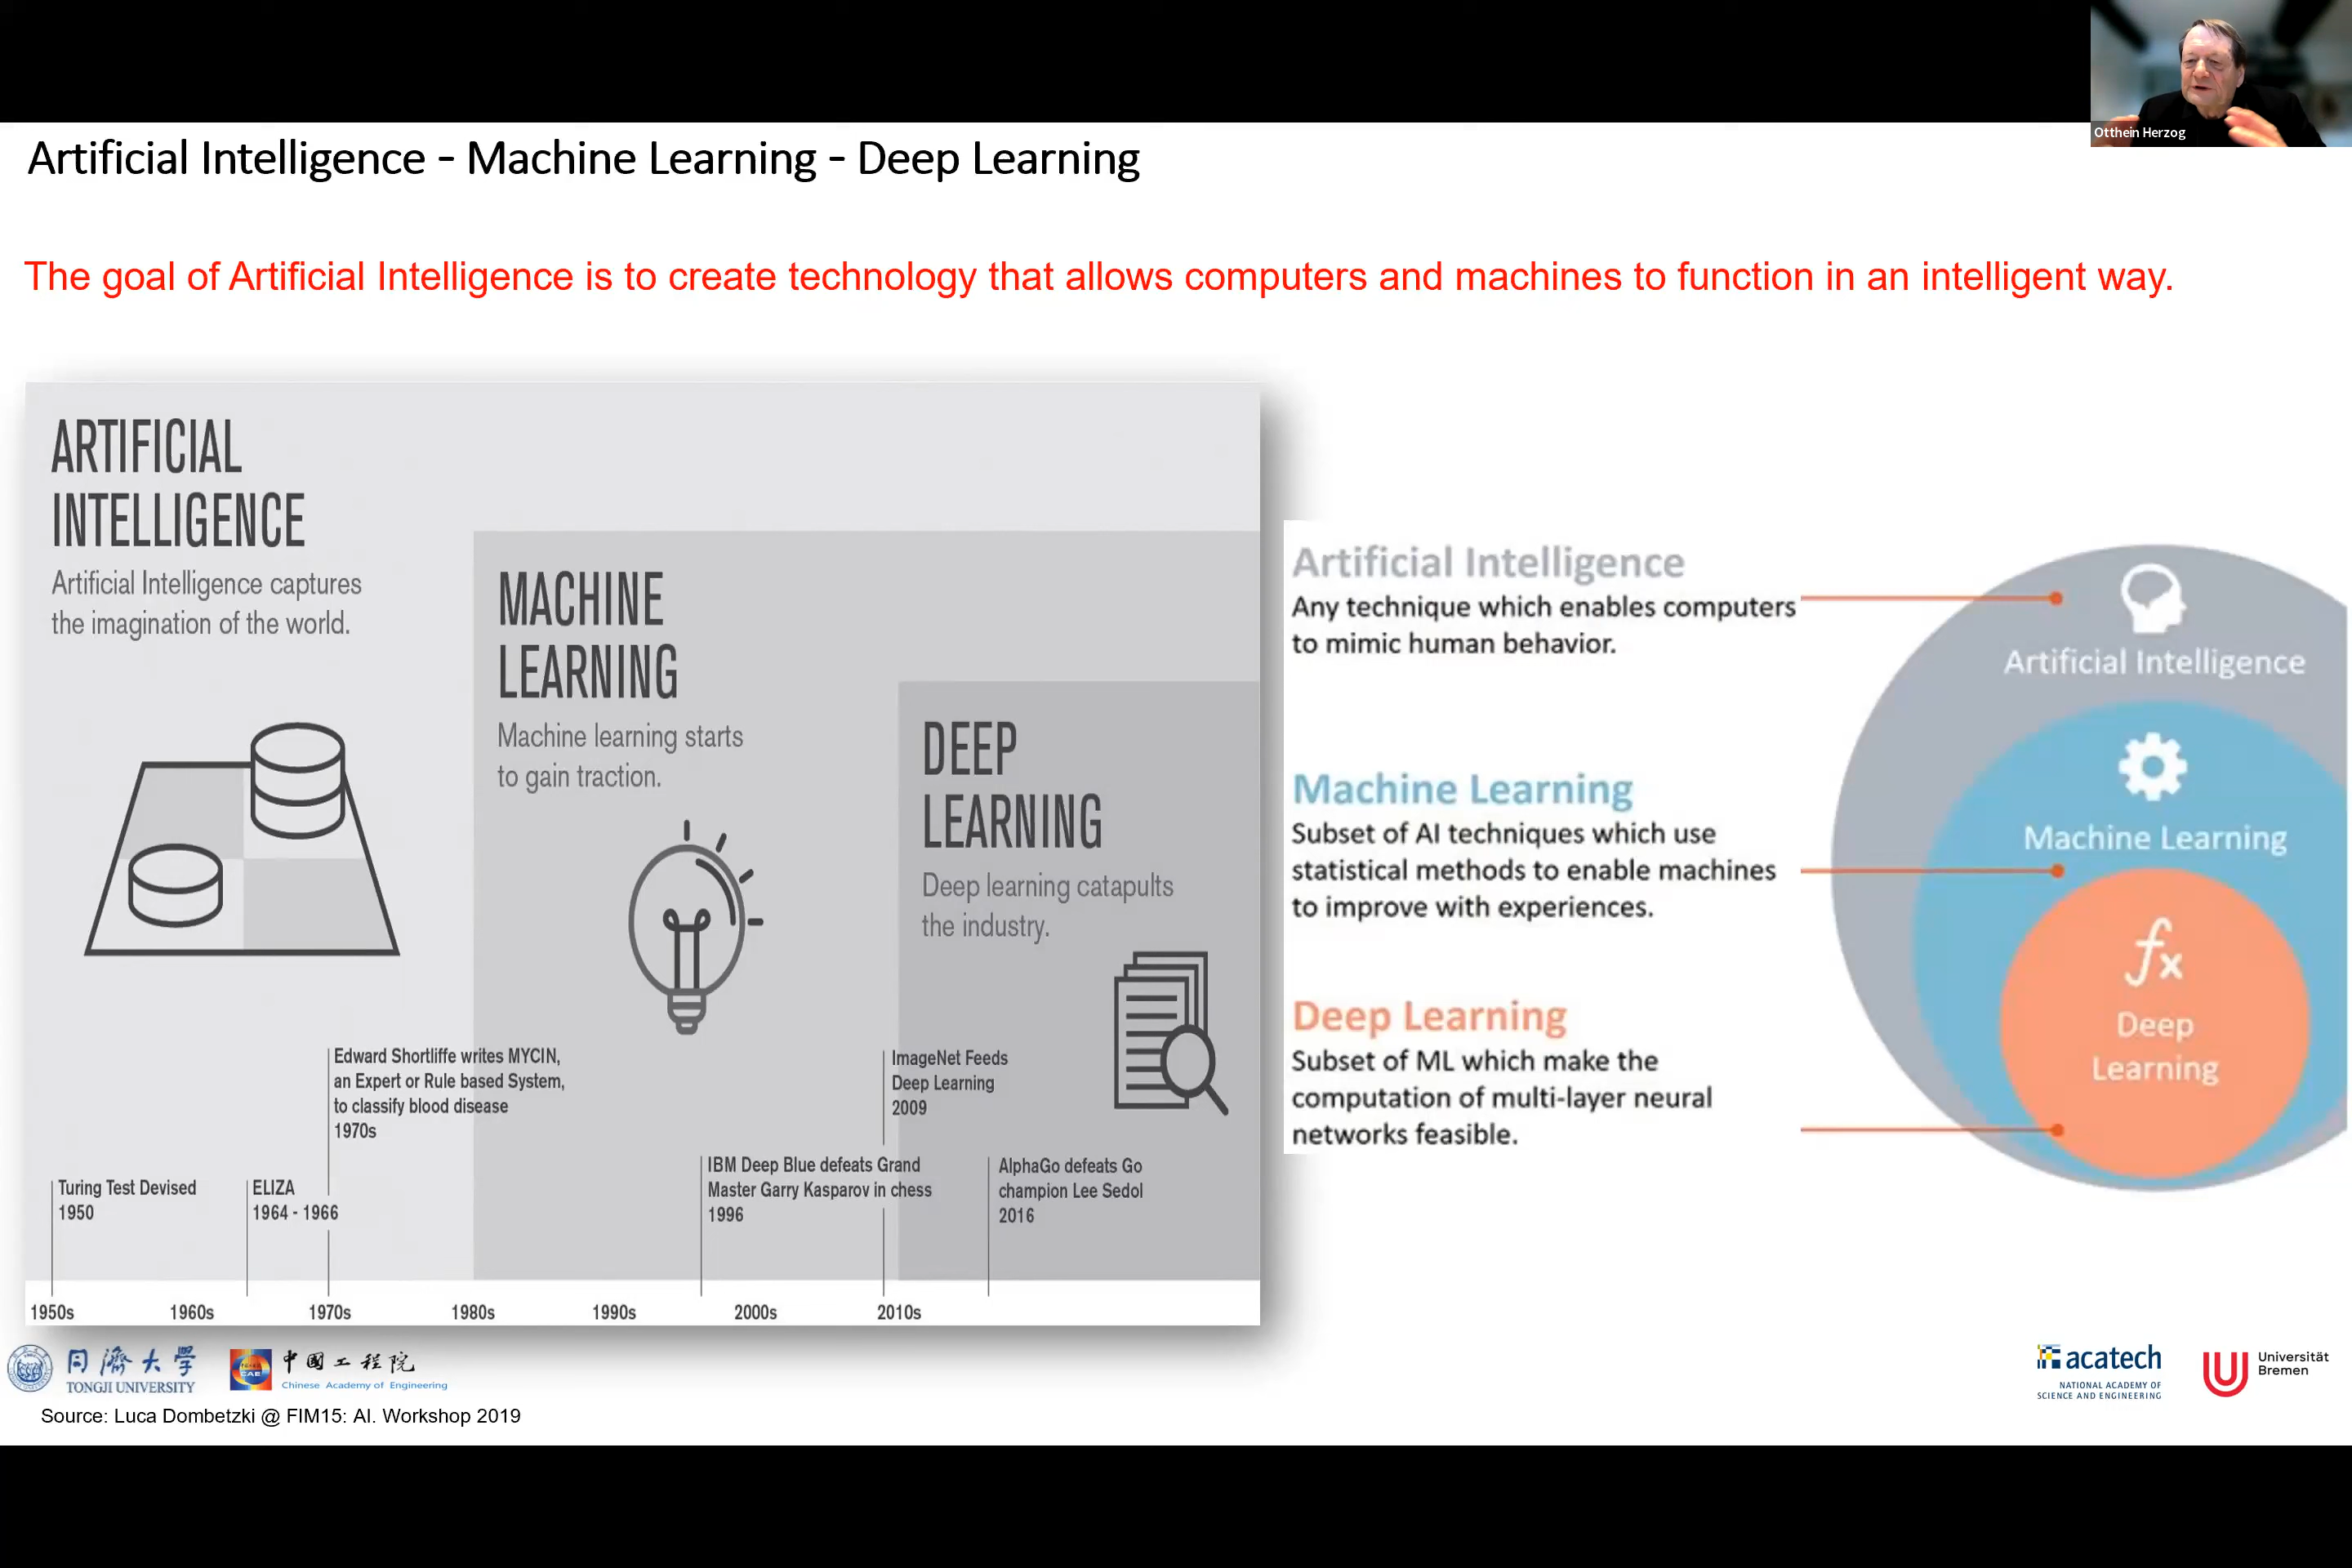 Otthein Herzog
Artificial Intelligence - Machine Learning - Deep Learning
The goal of Artificial Intelligence is to create technology that allows computers and machines to function in an intelligent way.
ARTIFICIAL
INTELLIGENCE
Artificial Intelligence captures
the imagination of the world.
MACHINE
LEARNING
Machine learning starts
to gain traction.
DEEP
LEARNING
Deep learning catapults
the industry.
Edward Shortliffe writes MYCIN,
an Expert or Rule based System,
to classify blood disease
1970s
ImageNet Feeds
Deep Learning
2009
Turing Test Devised
1950
ELIZA
1964 - 1966
IBM Deep Blue defeats Grand
Master Garry Kasparov in chess
1996
AlphaGo defeats Go
champion Lee Sedol
2016
1950s 1960s 1970s 1980s 1990s 2000s 2010s
Artificial Intelligence
Any technique which enables computers
to mimic human behavior.
Machine Learning
Subset of AI techniques which use
statistical methods to enable machines
to improve with experiences.
Deep Learning
Subset of ML which make the
computation of multi-layer neural
networks feasible.
Artificial Intelligence
Machine Learning
fx
Deep
Learning
同濟大學
TONGJI UNIVERSITY
CAE
中國工程院
Chinese Academy of Engineering
acatech
NATIONAL ACADEMY OF
SCIENCE AND ENGINEERING
Universität
Bremen
Source: Luca Dombetzki @ FIM15: AI. Workshop 2019